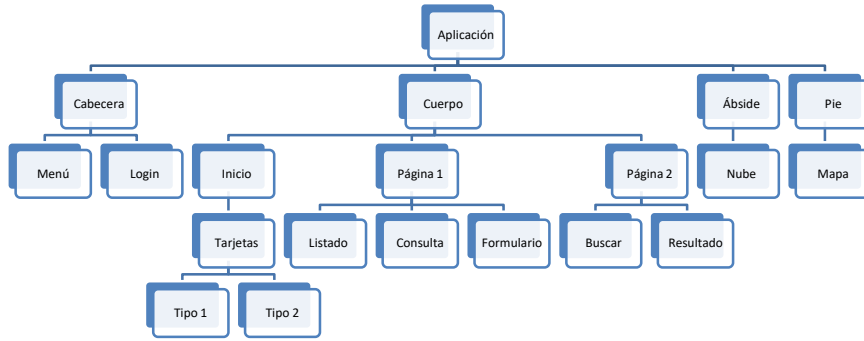 Aplicación
Cabecera
Cuerpo
Ábside
Pie
Menú
Login
Inicio
Página 1
Página 2
Nube
Mapa
Tarjetas
Listado
Consulta
Formulario
Buscar
Resultado
Tipo 1
Tipo 2